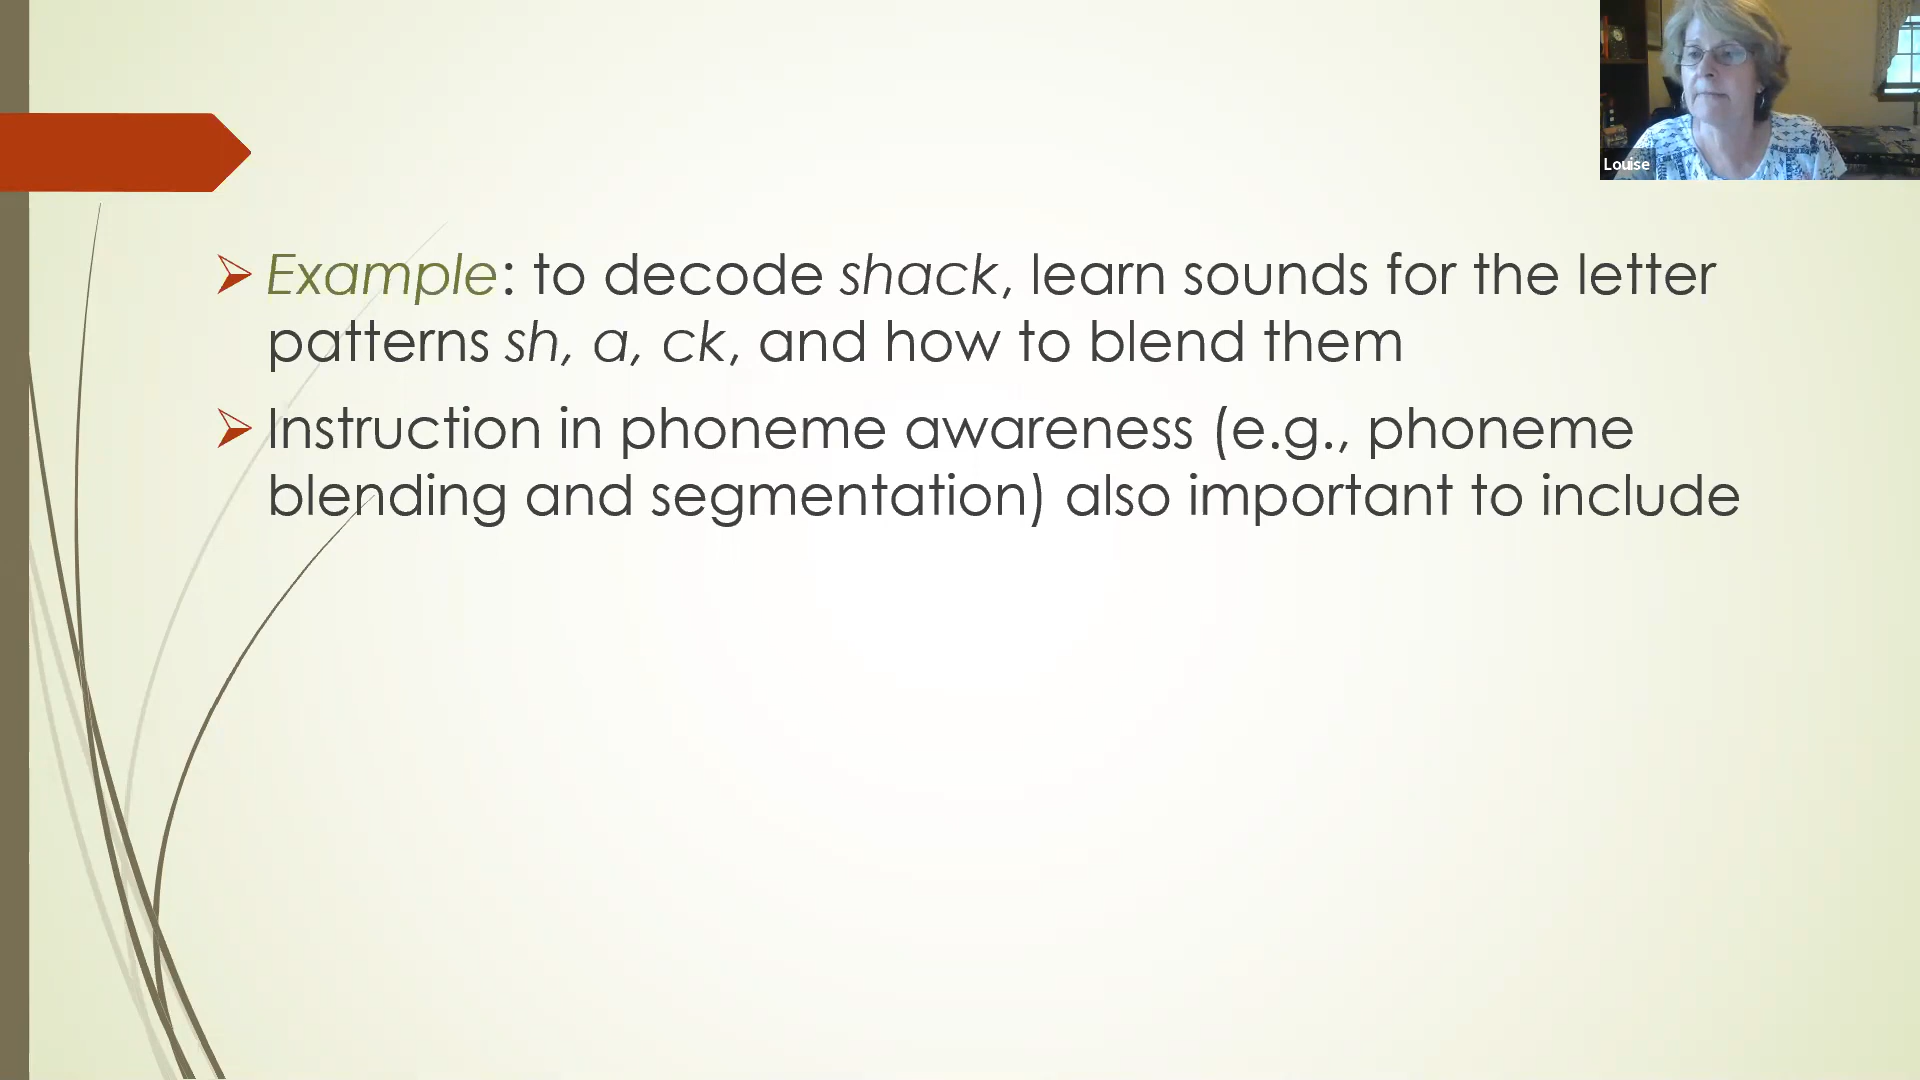 Louise
Example: to decode shack, learn sounds for the letter
patterns sh, a, ck, and how to blend them
Instruction in phoneme awareness (e.g., phoneme
blending and segmentation) also important to include